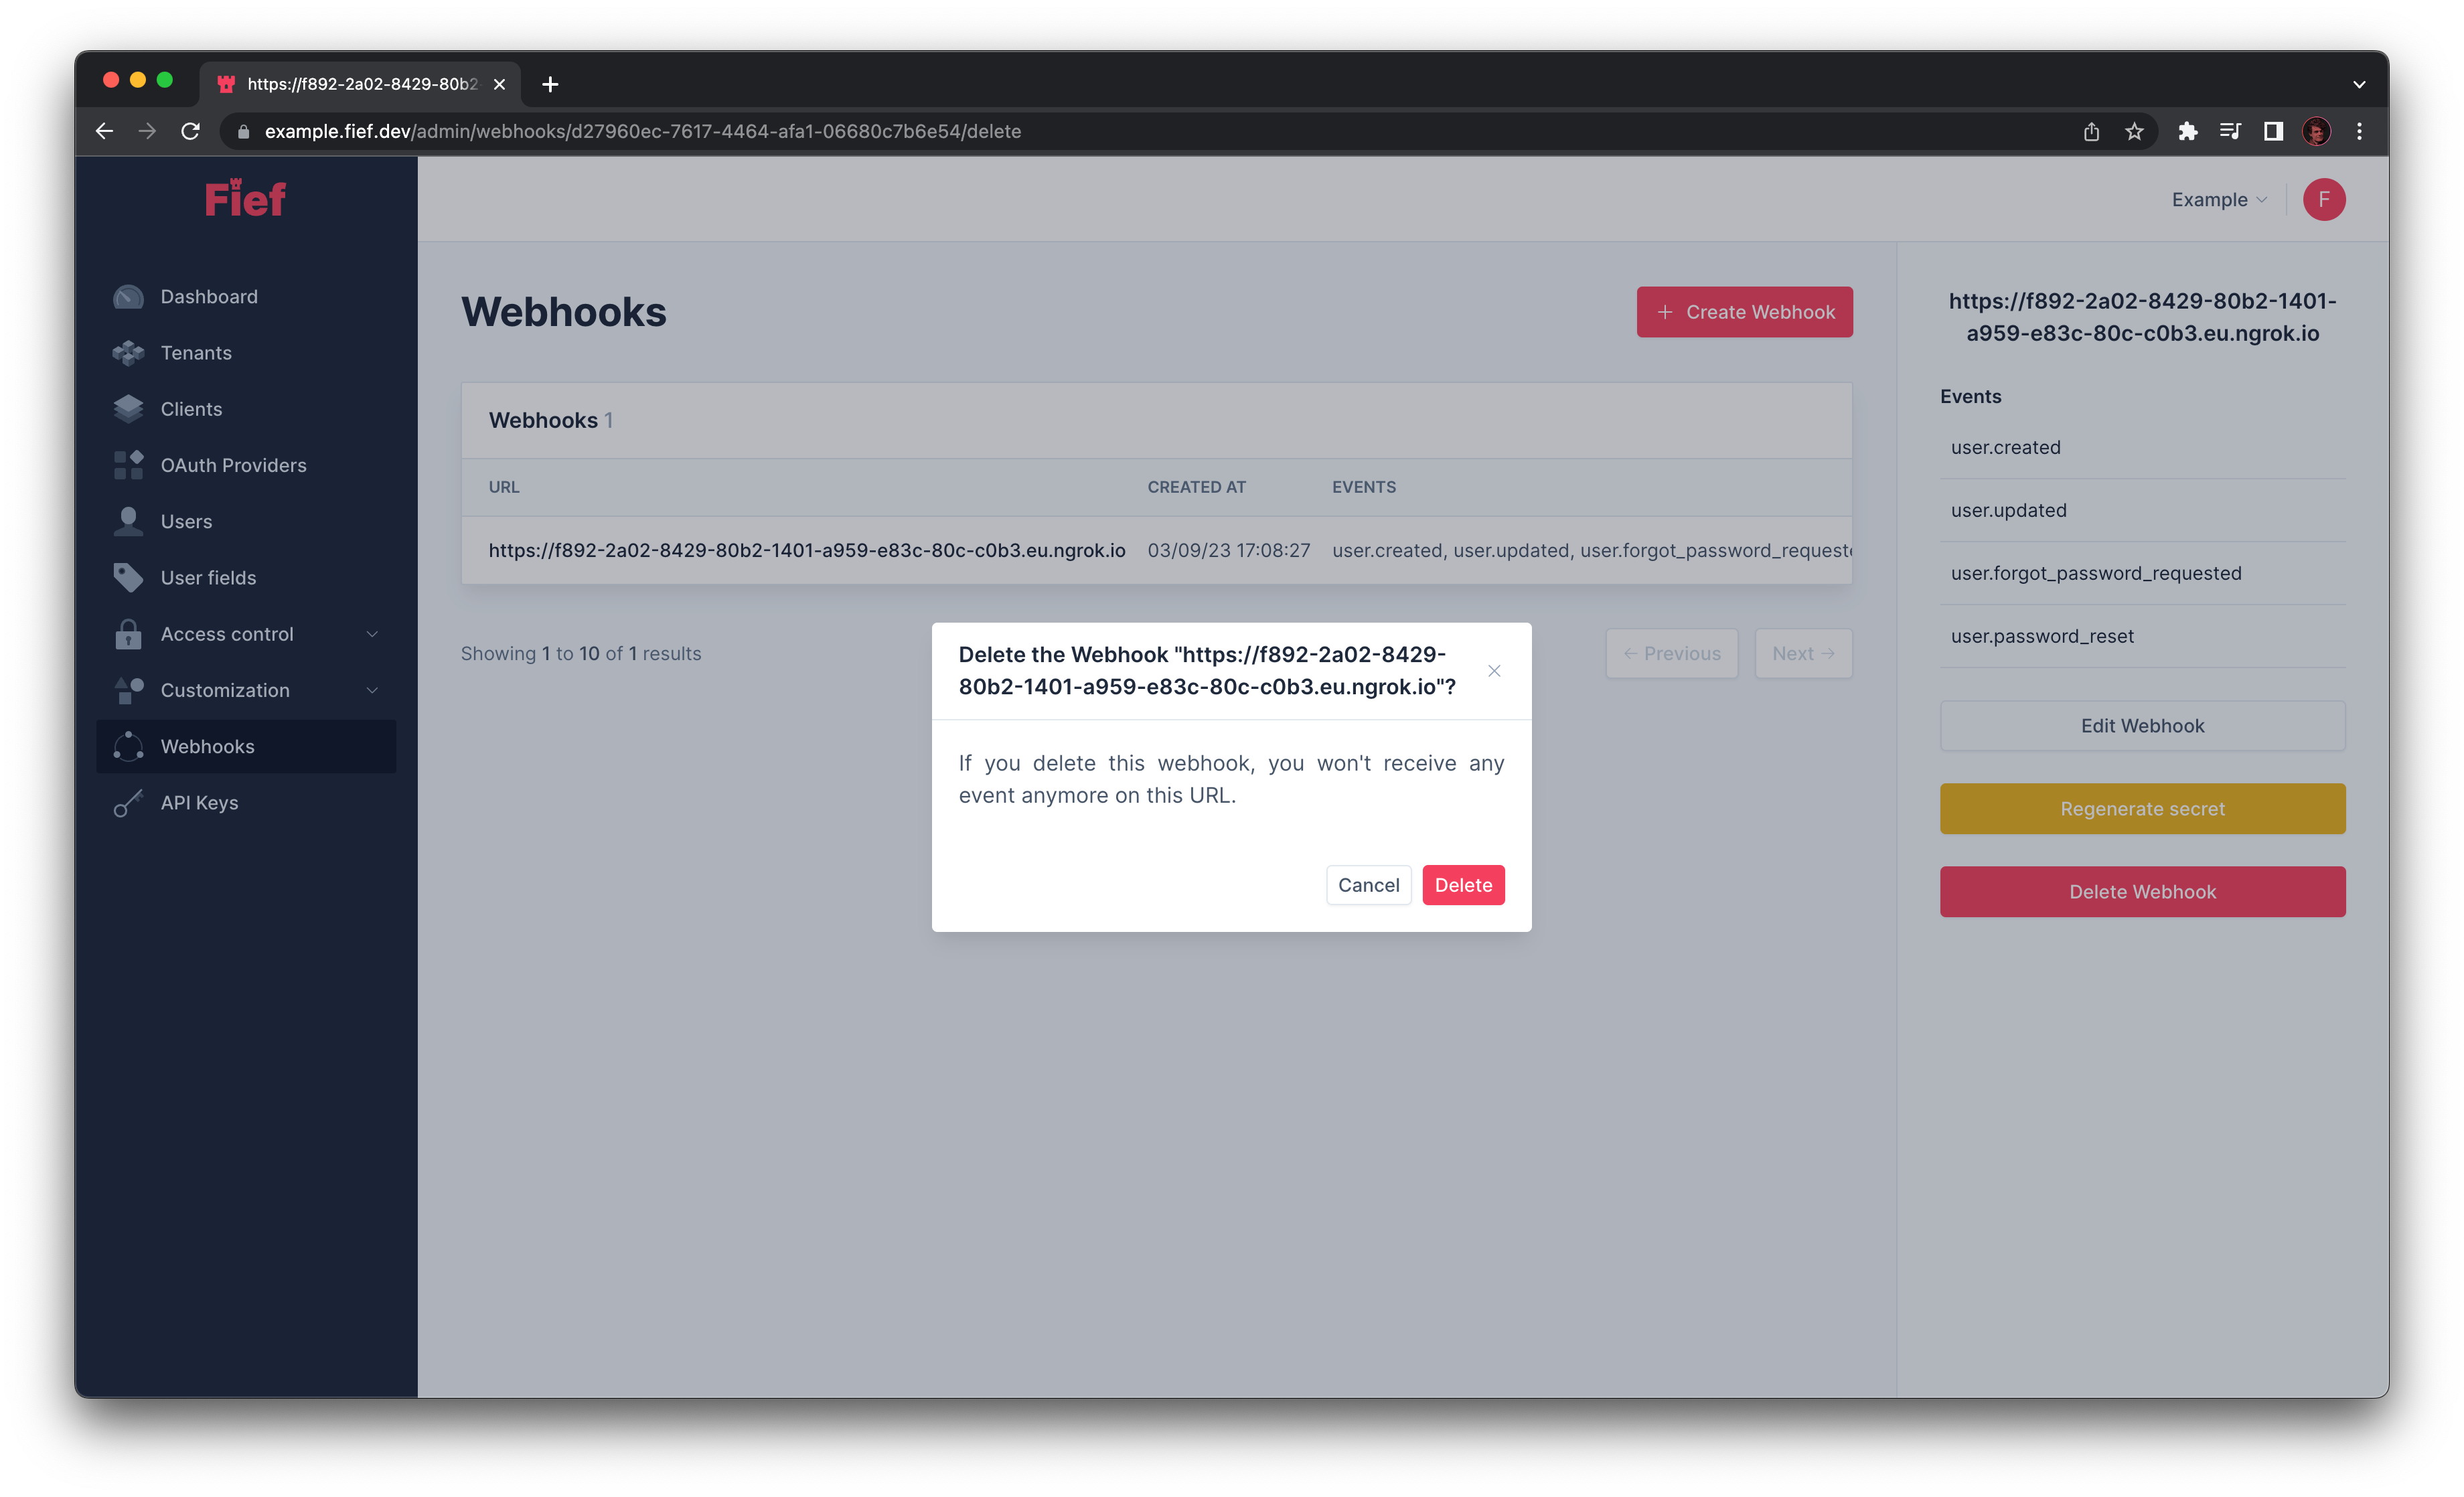 https://f892-2a02-8429-80b2-
example.fief.dev/admin/webhooks/d27960ec-7617-4464-afa1-06680c7b6e54/delete
Fief
Example
F
Dashboard
Tenants
Clients
OAuth Providers
Users
User fields
Access control
Customization
Webhooks
API Keys
Webhooks
Create Webhook
Webhooks 1
URL CREATED AT EVENTS
https://f892-2a02-8429-80b2-1401-a959-e83c-80c-c0b3.eu.ngrok.io 03/09/23 17:08:27 user.created, user.updated, user.forgot_password_requeste
Showing 1 to 10 of 1 results
← Previous
Next →
Delete the Webhook "https://f892-2a02-8429-
80b2-1401-a959-e83c-80c-c0b3.eu.ngrok.io"?
If you delete this webhook, you won't receive any
event anymore on this URL.
Cancel
Delete
https://f892-2a02-8429-80b2-1401-
a959-e83c-80c-c0b3.eu.ngrok.io
Events
user.created
user.updated
user.forgot_password_requested
user.password_reset
Edit Webhook
Regenerate secret
Delete Webhook